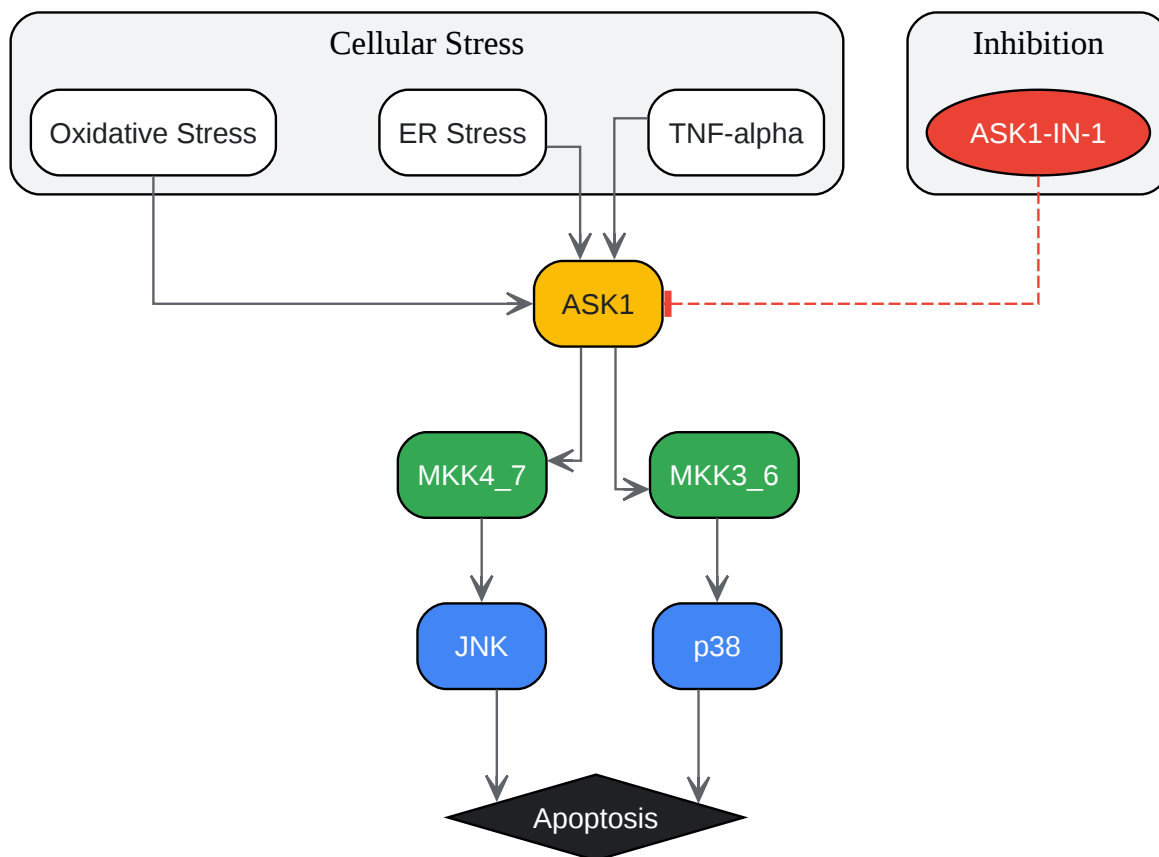 Cellular Stress
Inhibition
Oxidative Stress
ER Stress
TNF-alpha
ASK1-IN-1
ASK1
MKK4_7
MKK3_6
JNK
p38
Apoptosis